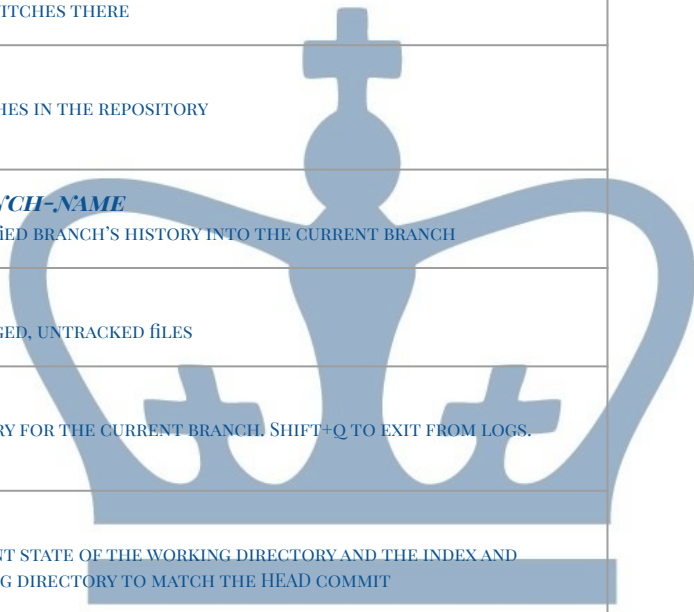 ITCHES THERE
HES IN THE REPOSITORY
NCH-NAME
IED BRANCH'S HISTORY INTO THE CURRENT BRANCH
GED, UNTRACKED FILES
RY FOR THE CURRENT BRANCH. SHIFT+Q TO EXIT FROM LOGS.
NT STATE OF THE WORKING DIRECTORY AND THE INDEX AND
G DIRECTORY TO MATCH THE HEAD COMMIT